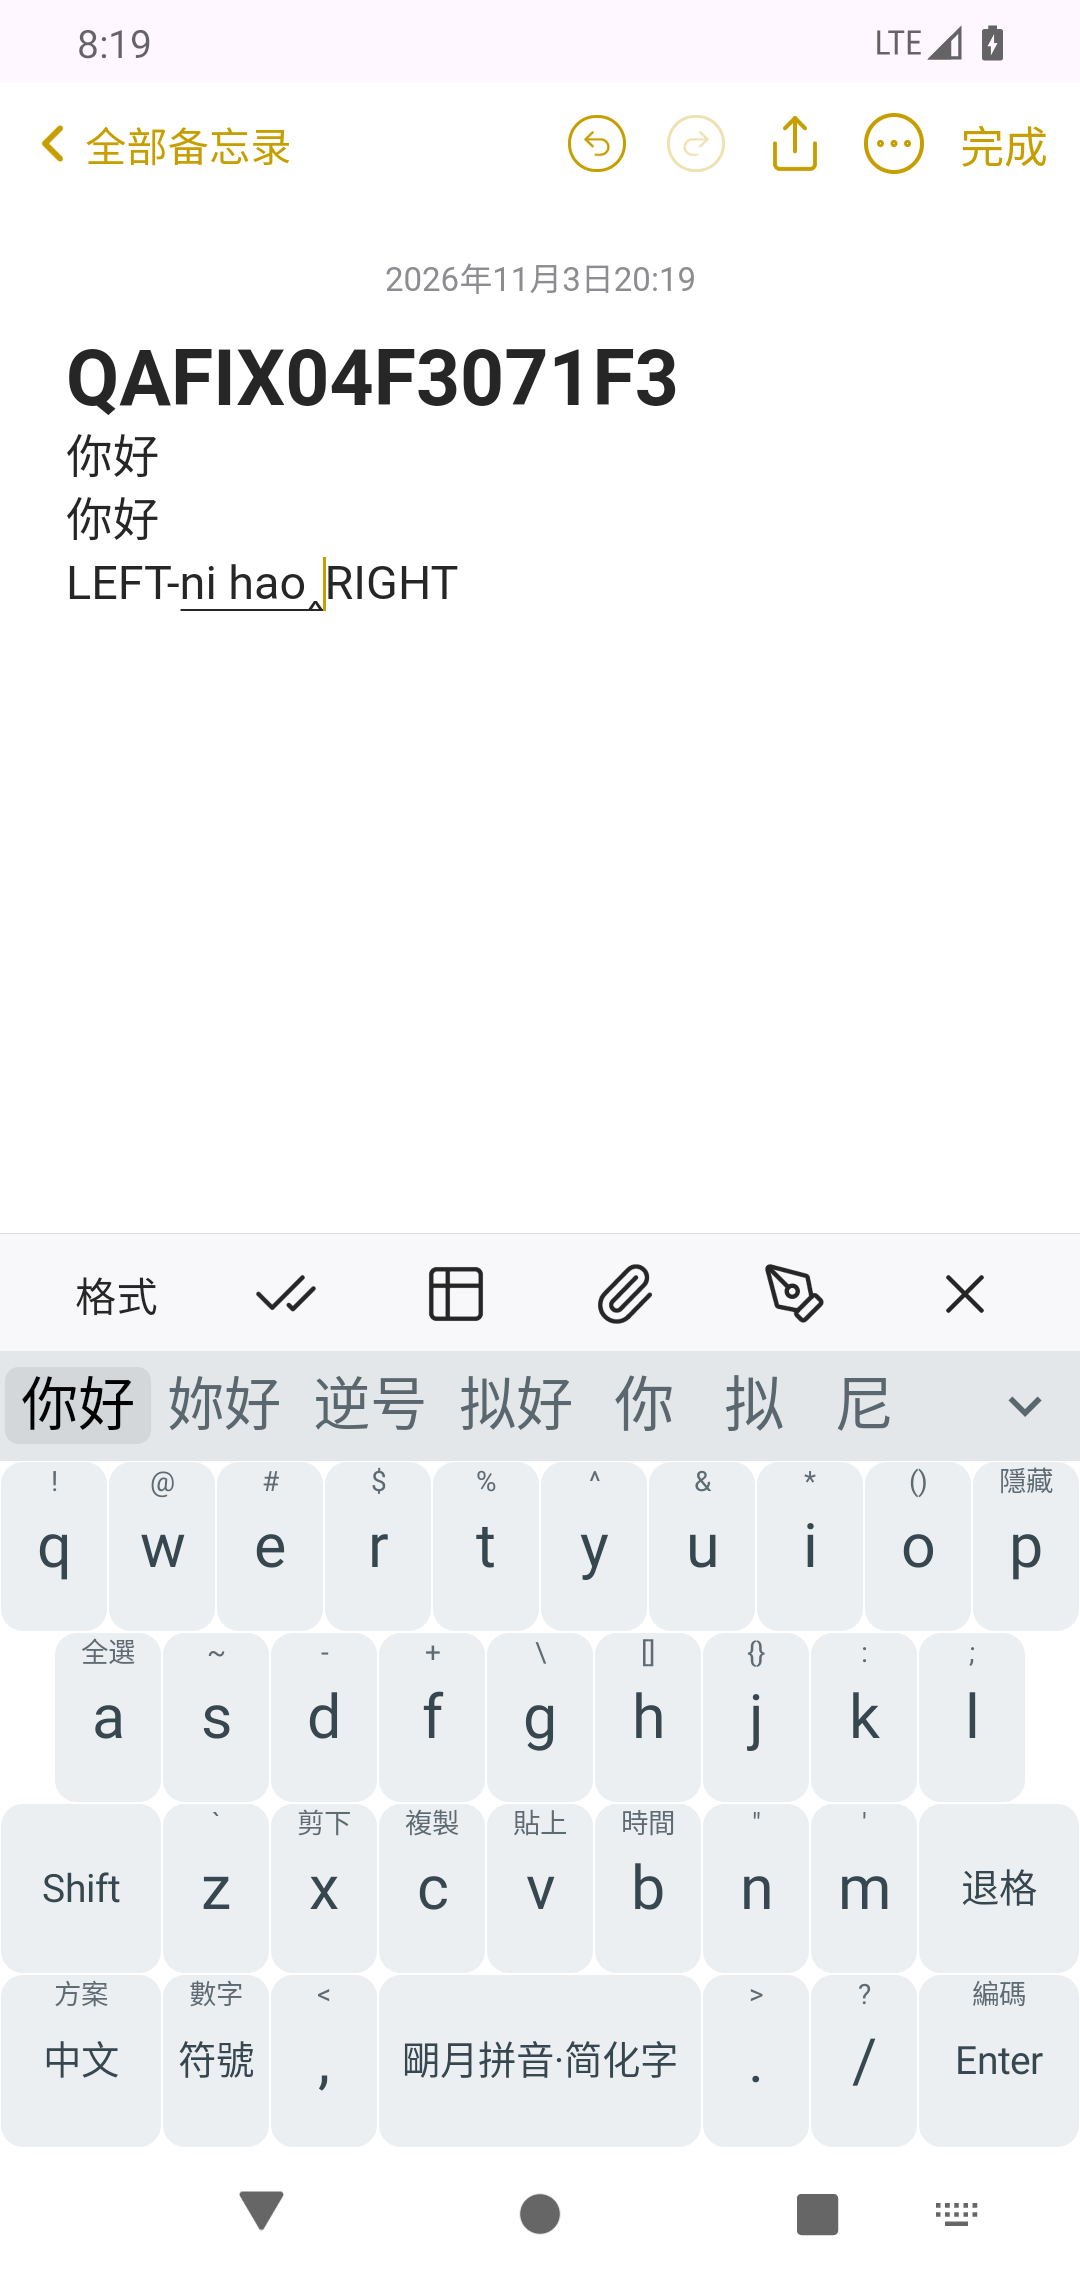 8:19 LTE
全部备忘录 完成
2026年11月3日20:19
QAFIX04F3071F3
你好
你好
LEFT-ni hao‸RIGHT
格式
你好 妳好 逆号 拟好 你 拟 尼
! @ # $ % ^ & * () 隱藏
q w e r t y u i o p
全選 ~ - + \ [] {} : ;
a s d f g h j k l
` 剪下 複製 貼上 時間 " '
Shift z x c v b n m 退格
方案 數字 < > ? 編碼
中文 符號 , 朙月拼音·简化字 . / Enter